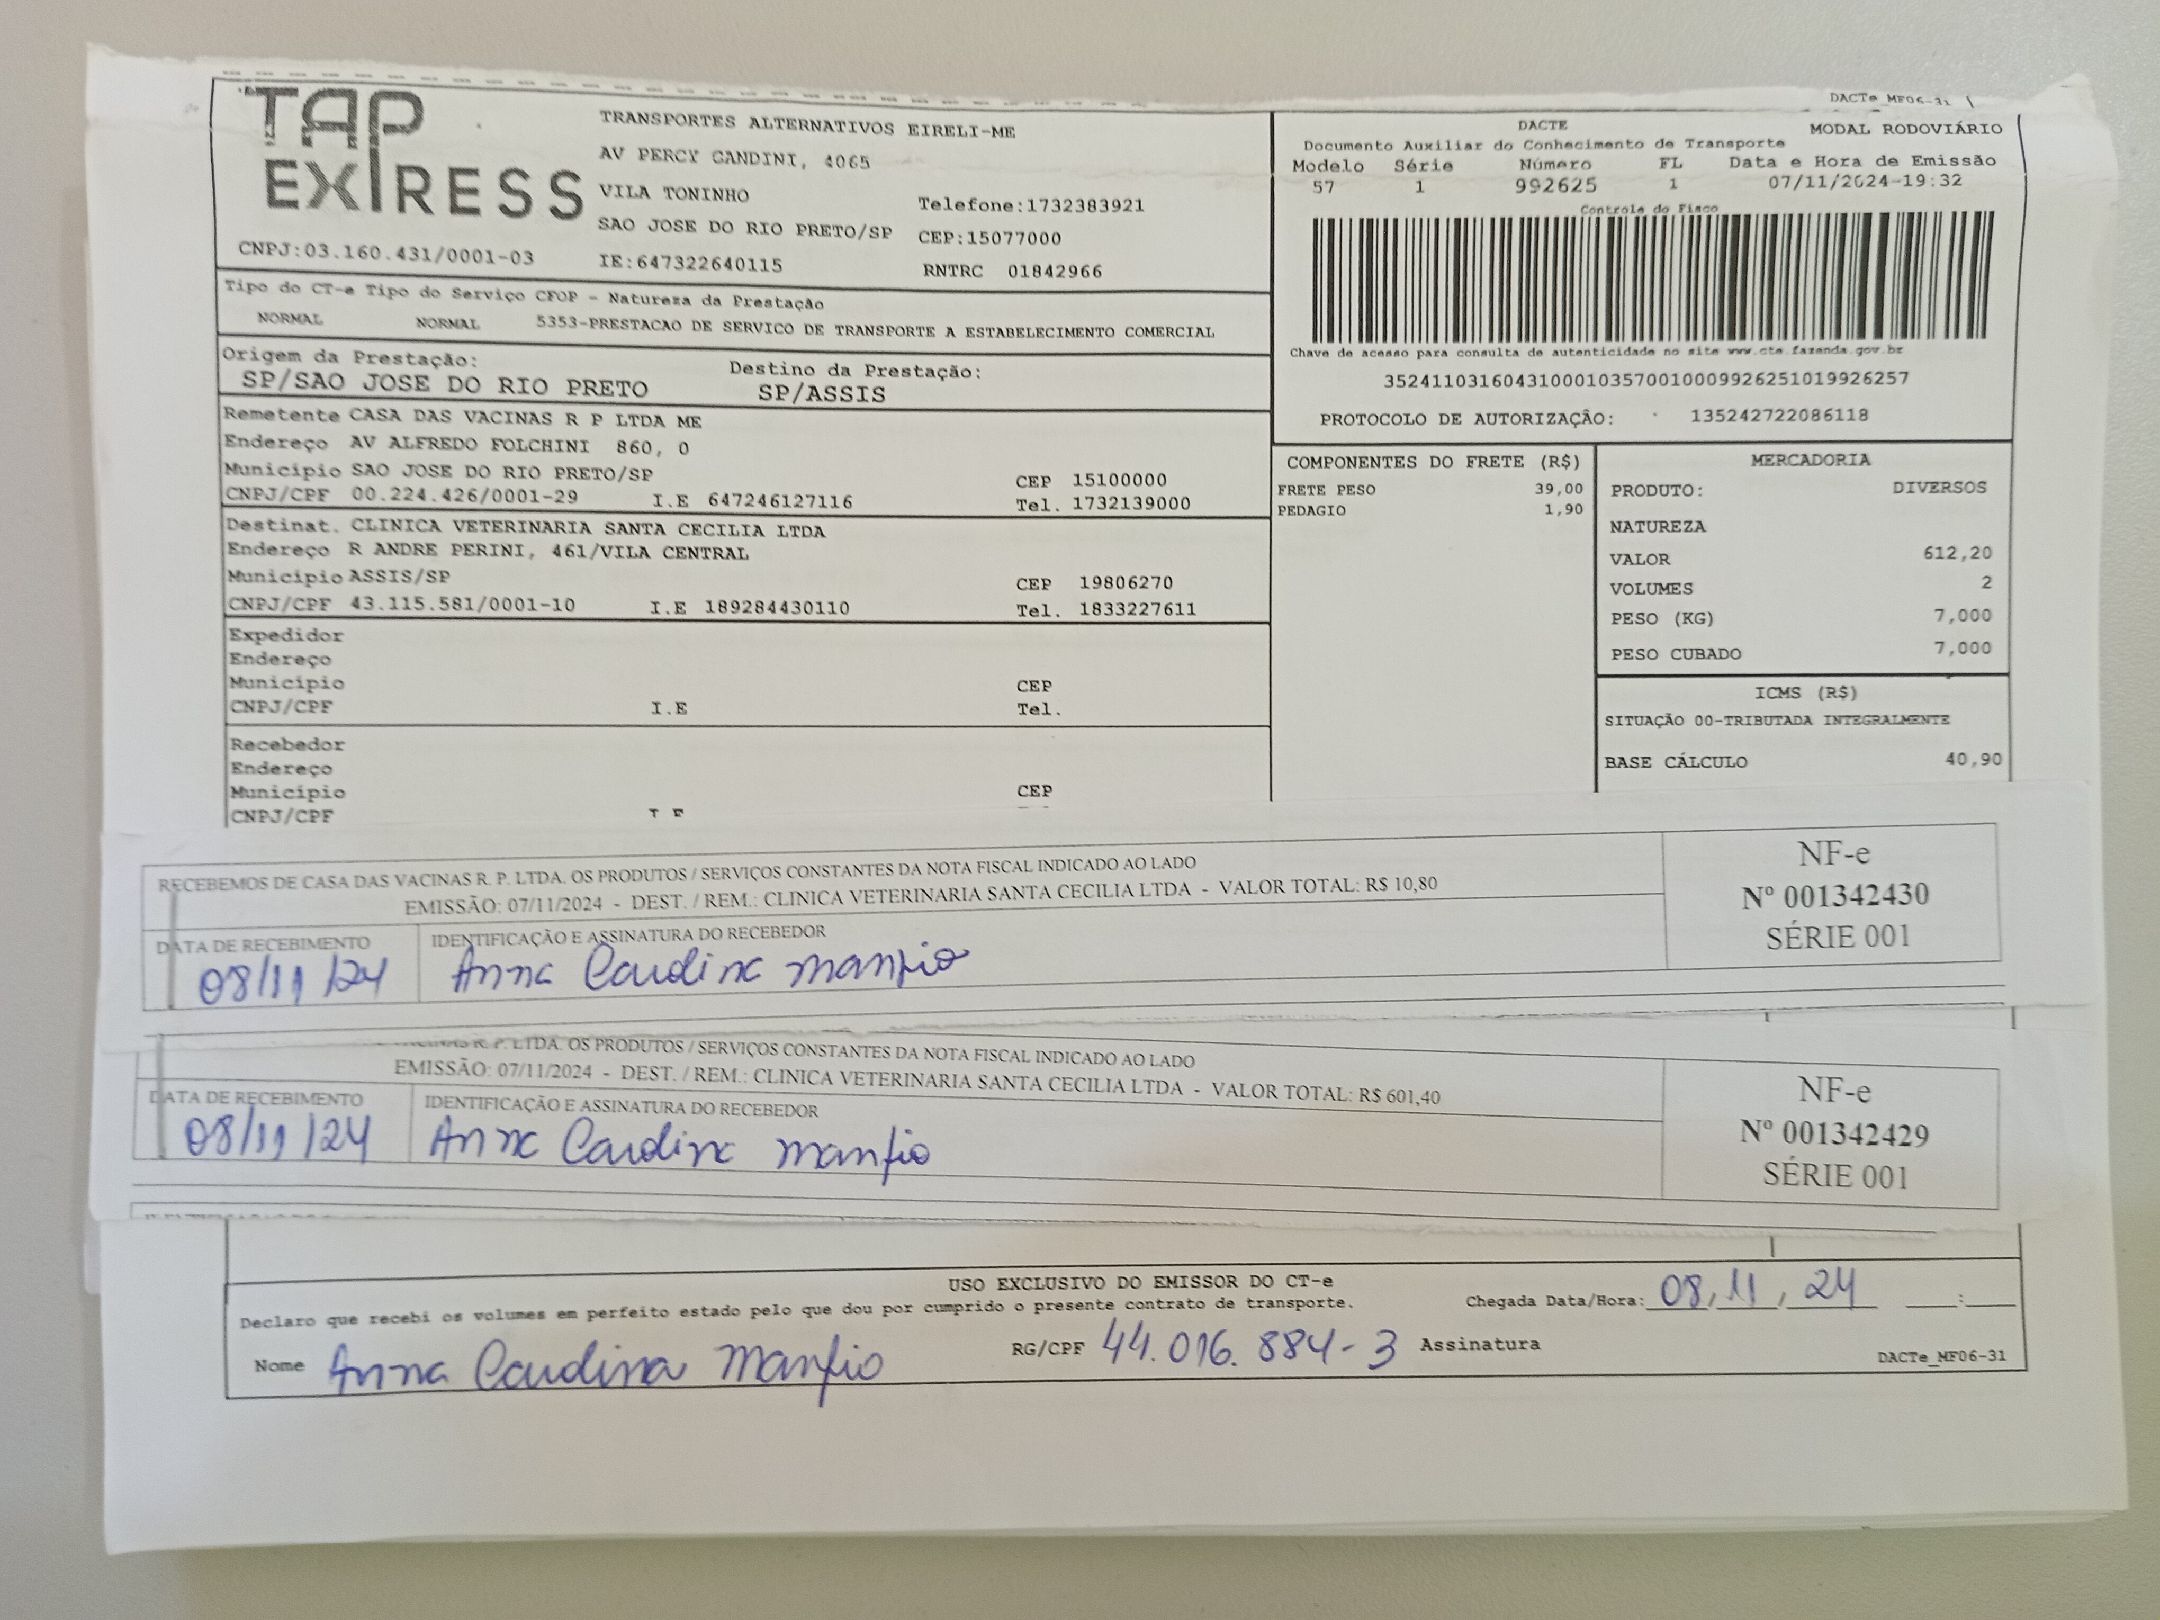 DACTe_MF06-31
TAP
EXPRESS
CNPJ:03.160.431/0001-03
TRANSPORTES ALTERNATIVOS EIRELI-ME
AV PERCY GANDINI, 4065
VILA TONINHO
Telefone:1732383921
SAO JOSE DO RIO PRETO/SP
CEP:15077000
IE:647322640115
RNTRC 01842966
DACTE
MODAL RODOVIÁRIO
Documento Auxiliar do Conhecimento de Transporte
Modelo Série Número FL Data e Hora de Emissão
57 1 992625 1 07/11/2024-19:32
Controle do Fisco
Chave de acesso para consulta de autenticidade no site www.cte.fazenda.gov.br
35241103160431000103570010009926251019926257
PROTOCOLO DE AUTORIZAÇÃO: 135242722086118
Tipo do CT-e Tipo do Serviço CFOP - Natureza da Prestação
NORMAL NORMAL 5353-PRESTACAO DE SERVICO DE TRANSPORTE A ESTABELECIMENTO COMERCIAL
Origem da Prestação:
SP/SAO JOSE DO RIO PRETO
Destino da Prestação:
SP/ASSIS
Remetente CASA DAS VACINAS R P LTDA ME
Endereço AV ALFREDO FOLCHINI 860, 0
Município SAO JOSE DO RIO PRETO/SP CEP 15100000
CNPJ/CPF 00.224.426/0001-29 I.E 647246127116 Tel. 1732139000
Destinat. CLINICA VETERINARIA SANTA CECILIA LTDA
Endereço R ANDRE PERINI, 461/VILA CENTRAL
Município ASSIS/SP CEP 19806270
CNPJ/CPF 43.115.581/0001-10 I.E 189284430110 Tel. 1833227611
Expedidor
Endereço
Município CEP
CNPJ/CPF I.E Tel.
Recebedor
Endereço
Município CEP
CNPJ/CPF
COMPONENTES DO FRETE (R$)
FRETE PESO 39,00
PEDAGIO 1,90
MERCADORIA
PRODUTO: DIVERSOS
NATUREZA
VALOR 612,20
VOLUMES 2
PESO (KG) 7,000
PESO CUBADO 7,000
ICMS (R$)
SITUAÇÃO 00-TRIBUTADA INTEGRALMENTE
BASE CÁLCULO 40,90
RECEBEMOS DE CASA DAS VACINAS R. P. LTDA. OS PRODUTOS / SERVIÇOS CONSTANTES DA NOTA FISCAL INDICADO AO LADO
EMISSÃO: 07/11/2024 - DEST. / REM.: CLINICA VETERINARIA SANTA CECILIA LTDA - VALOR TOTAL: R$ 10,80
DATA DE RECEBIMENTO
08/11/24
IDENTIFICAÇÃO E ASSINATURA DO RECEBEDOR
Anna Carolina Manfio
NF-e
Nº 001342430
SÉRIE 001
VACINAS R. P. LTDA. OS PRODUTOS / SERVIÇOS CONSTANTES DA NOTA FISCAL INDICADO AO LADO
EMISSÃO: 07/11/2024 - DEST. / REM.: CLINICA VETERINARIA SANTA CECILIA LTDA - VALOR TOTAL: R$ 601,40
DATA DE RECEBIMENTO
08/11/24
IDENTIFICAÇÃO E ASSINATURA DO RECEBEDOR
Anna Carolina Manfio
NF-e
Nº 001342429
SÉRIE 001
USO EXCLUSIVO DO EMISSOR DO CT-e
Declaro que recebi os volumes em perfeito estado pelo que dou por cumprido o presente contrato de transporte.
Chegada Data/Hora: 08, 11, 24 :
Nome Anna Carolina Manfio RG/CPF 44.016.884-3 Assinatura
DACTe_MF06-31